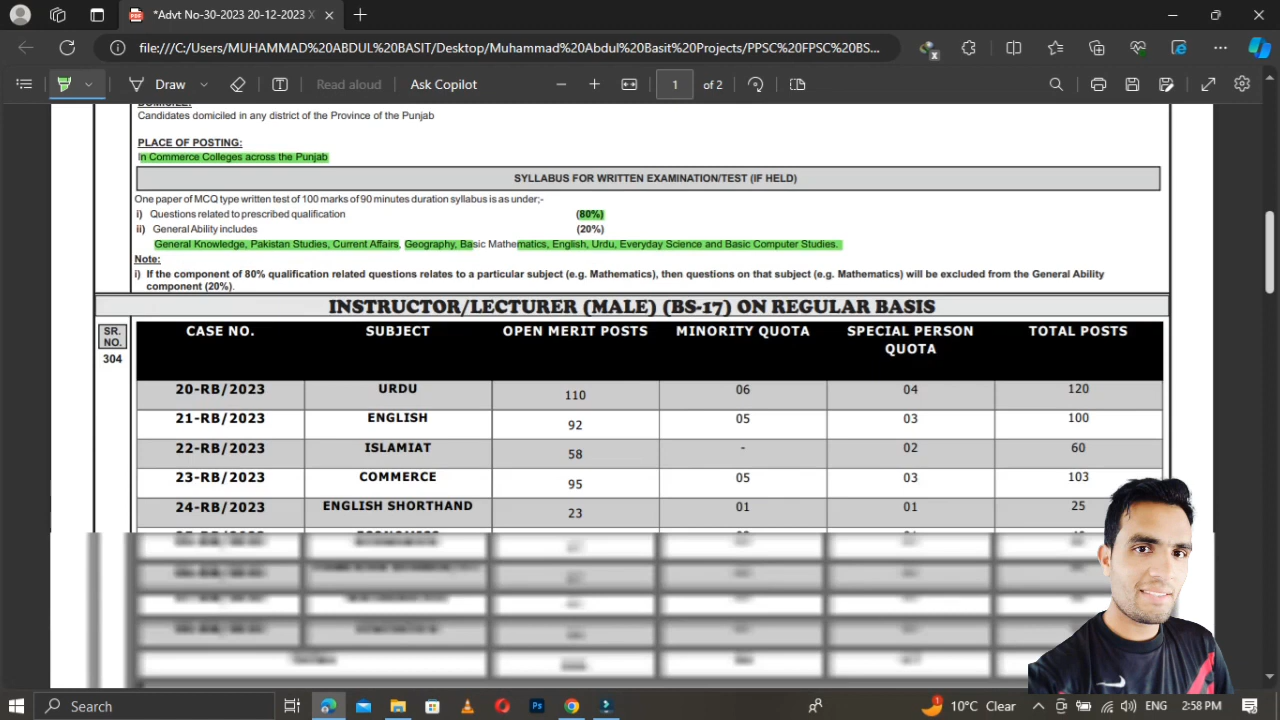 *Advt No-30-2023 20-12-2023 X
file:///C:/Users/MUHAMMAD%20ABDUL%20BASIT/Desktop/Muhammad%20Abdul%20Basit%20Projects/PPSC%20FPSC%20BS...
Draw
Read aloud
Ask Copilot
1 of 2
DOMICILE:
Candidates domiciled in any district of the Province of the Punjab
PLACE OF POSTING:
In Commerce Colleges across the Punjab
SYLLABUS FOR WRITTEN EXAMINATION/TEST (IF HELD)
One paper of MCQ type written test of 100 marks of 90 minutes duration syllabus is as under;-
i) Questions related to prescribed qualification (80%)
ii) General Ability includes (20%)
General Knowledge, Pakistan Studies, Current Affairs, Geography, Basic Mathematics, English, Urdu, Everyday Science and Basic Computer Studies.
Note:
i) If the component of 80% qualification related questions relates to a particular subject (e.g. Mathematics), then questions on that subject (e.g. Mathematics) will be excluded from the General Ability
component (20%).
INSTRUCTOR/LECTURER (MALE) (BS-17) ON REGULAR BASIS
SR. NO. CASE NO. SUBJECT OPEN MERIT POSTS MINORITY QUOTA SPECIAL PERSON QUOTA TOTAL POSTS
304
20-RB/2023 URDU 110 06 04 120
21-RB/2023 ENGLISH 92 05 03 100
22-RB/2023 ISLAMIAT 58 - 02 60
23-RB/2023 COMMERCE 95 05 03 103
24-RB/2023 ENGLISH SHORTHAND 23 01 01 25
Search
10°C Clear
ENG
2:58 PM